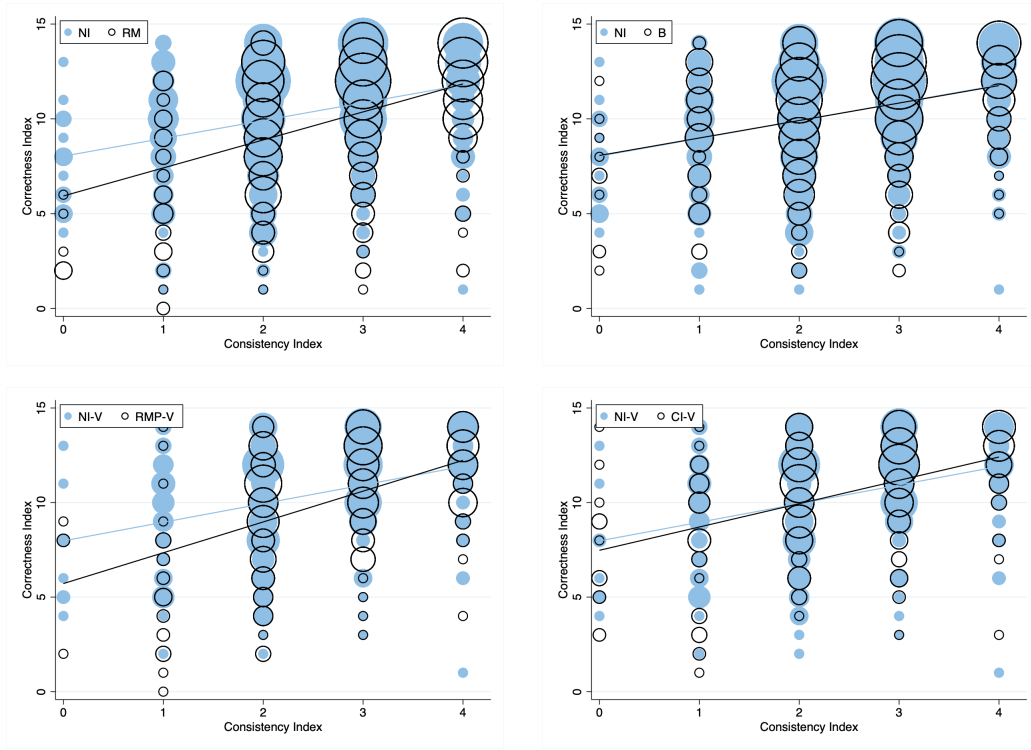 NI RM
Correctness Index
15
10
5
0
0 1 2 3 4
Consistency Index
NI B
Correctness Index
15
10
5
0
0 1 2 3 4
Consistency Index
NI-V RMP-V
Correctness Index
15
10
5
0
0 1 2 3 4
Consistency Index
NI-V CI-V
Correctness Index
15
10
5
0
0 1 2 3 4
Consistency Index